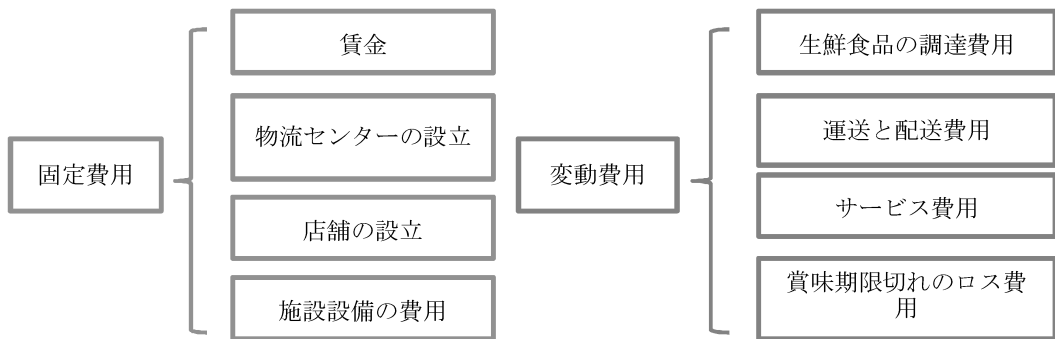 固定費用
賃金
物流センターの設立
店舗の設立
施設設備の費用
変動費用
生鮮食品の調達費用
運送と配送費用
サービス費用
賞味期限切れのロス費
用